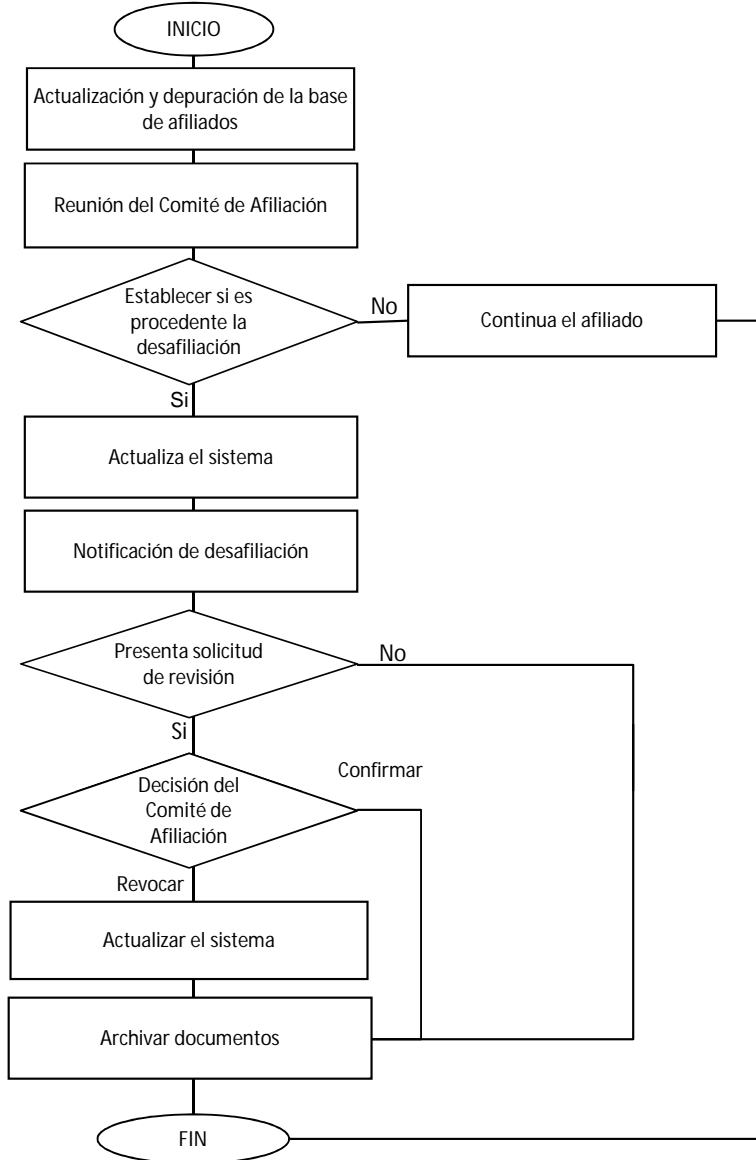 INICIO
Actualización y depuración de la base
de afiliados
Reunión del Comité de Afiliación
Establecer si es
procedente la
desafiliación
No
Continua el afiliado
Si
Actualiza el sistema
Notificación de desafiliación
Presenta solicitud
de revisión
No
Si
Decisión del
Comité de
Afiliación
Confirmar
Revocar
Actualizar el sistema
Archivar documentos
FIN